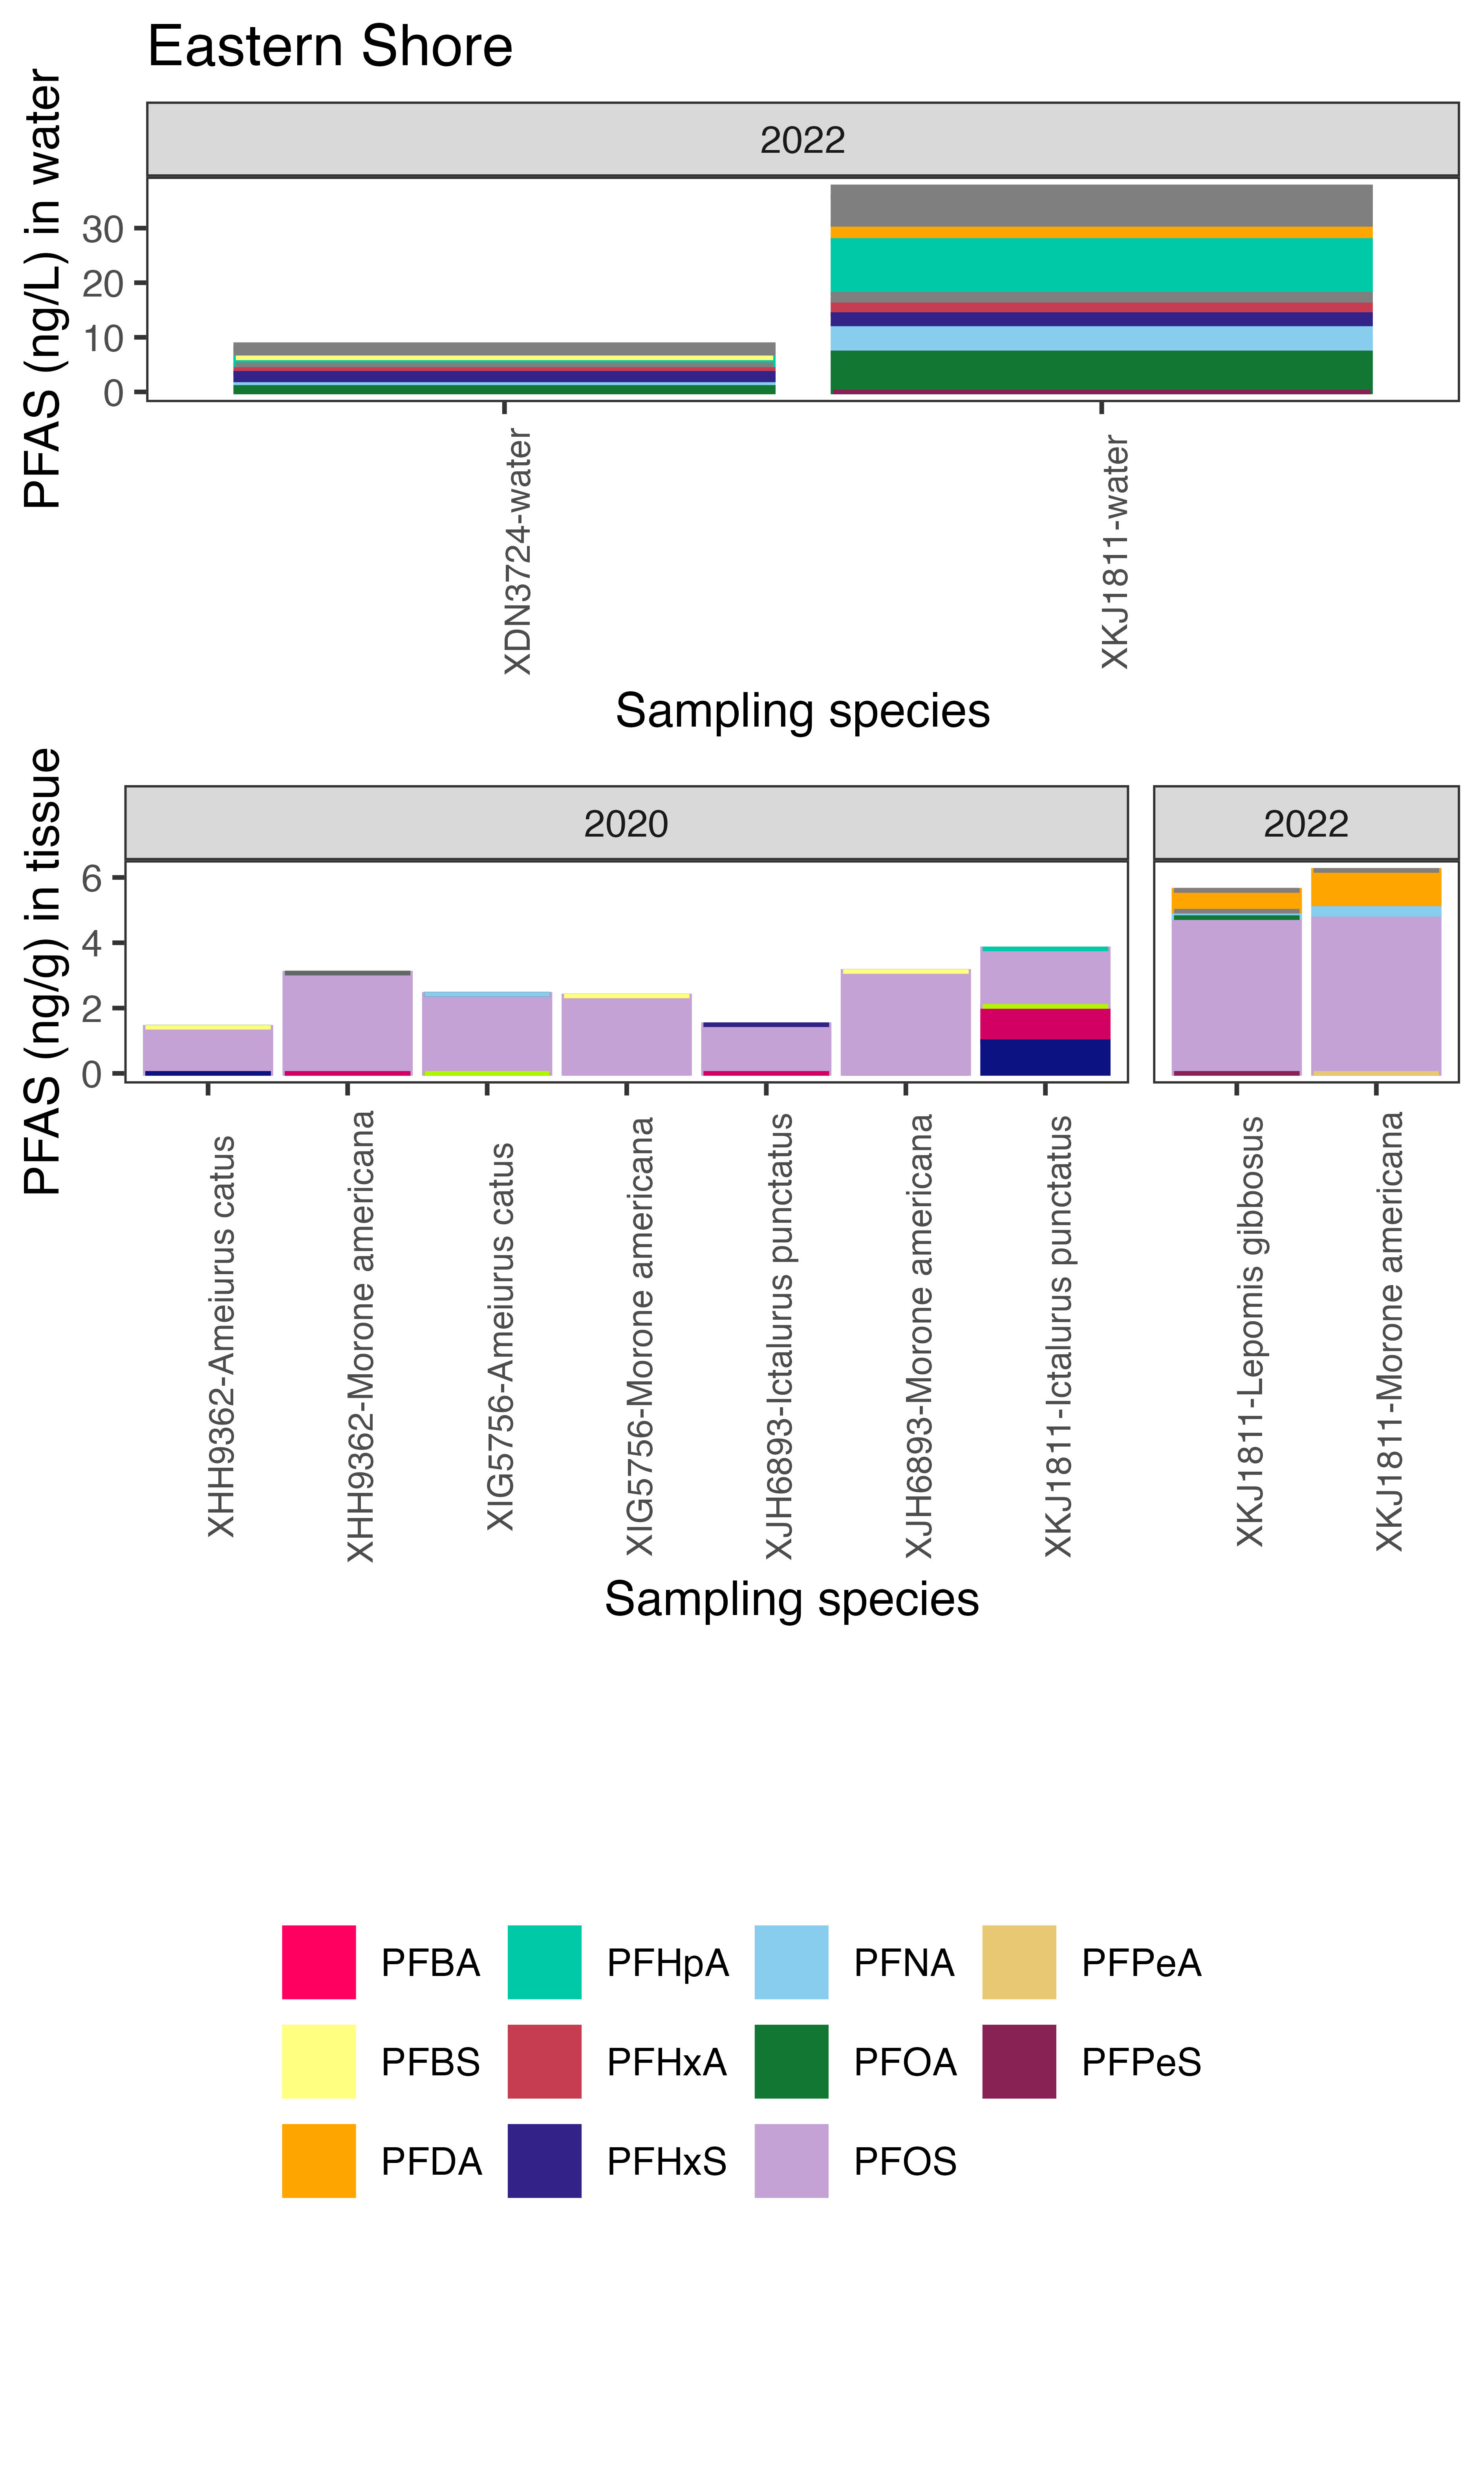 Eastern Shore
PFAS (ng/L) in water
2022
30
20
10
0
XDN3724-water
XKJ1811-water
Sampling species
PFAS (ng/g) in tissue
2020
2022
6
4
2
0
XHH9362-Ameiurus catus
XHH9362-Morone americana
XIG5756-Ameiurus catus
XIG5756-Morone americana
XJH6893-Ictalurus punctatus
XJH6893-Morone americana
XKJ1811-Ictalurus punctatus
XKJ1811-Lepomis gibbosus
XKJ1811-Morone americana
Sampling species
PFBA
PFHpA
PFNA
PFPeA
PFBS
PFHxA
PFOA
PFPeS
PFDA
PFHxS
PFOS